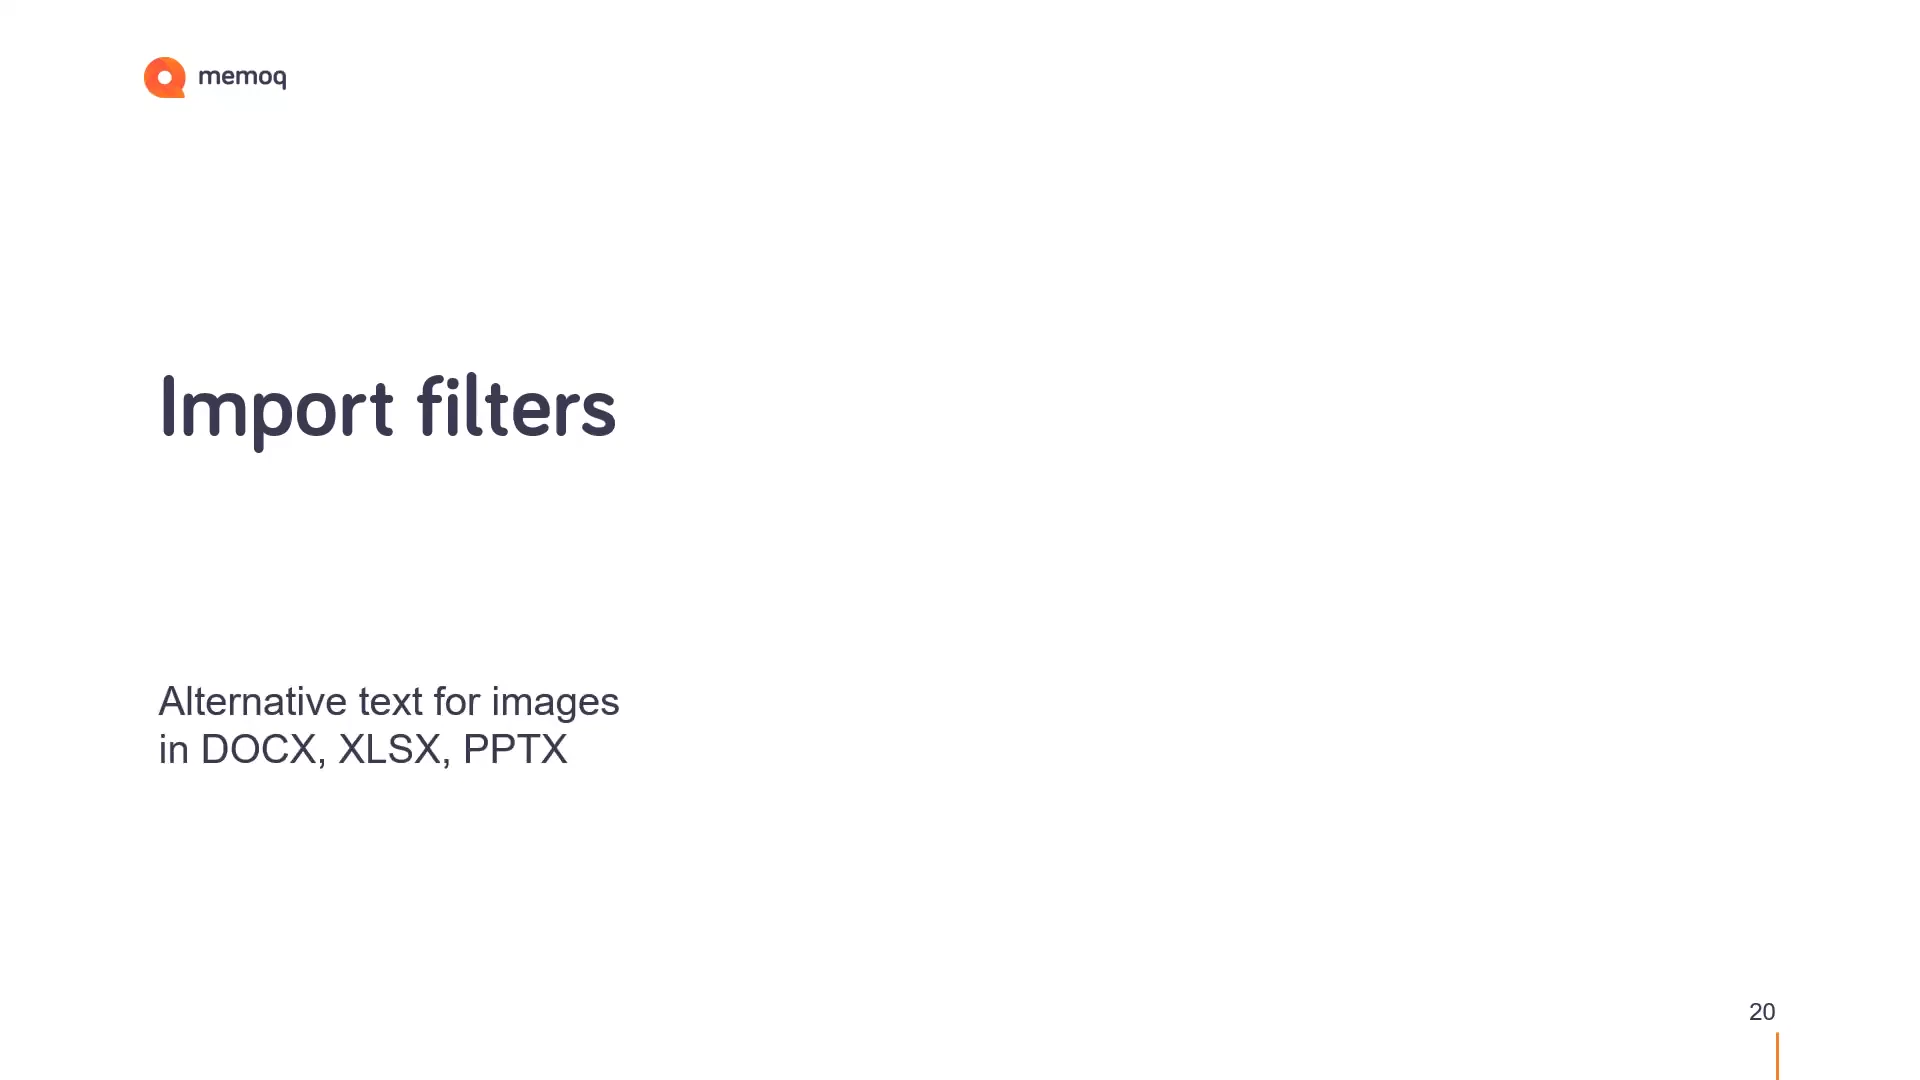 memoq
Import filters
Alternative text for images
in DOCX, XLSX, PPTX
20